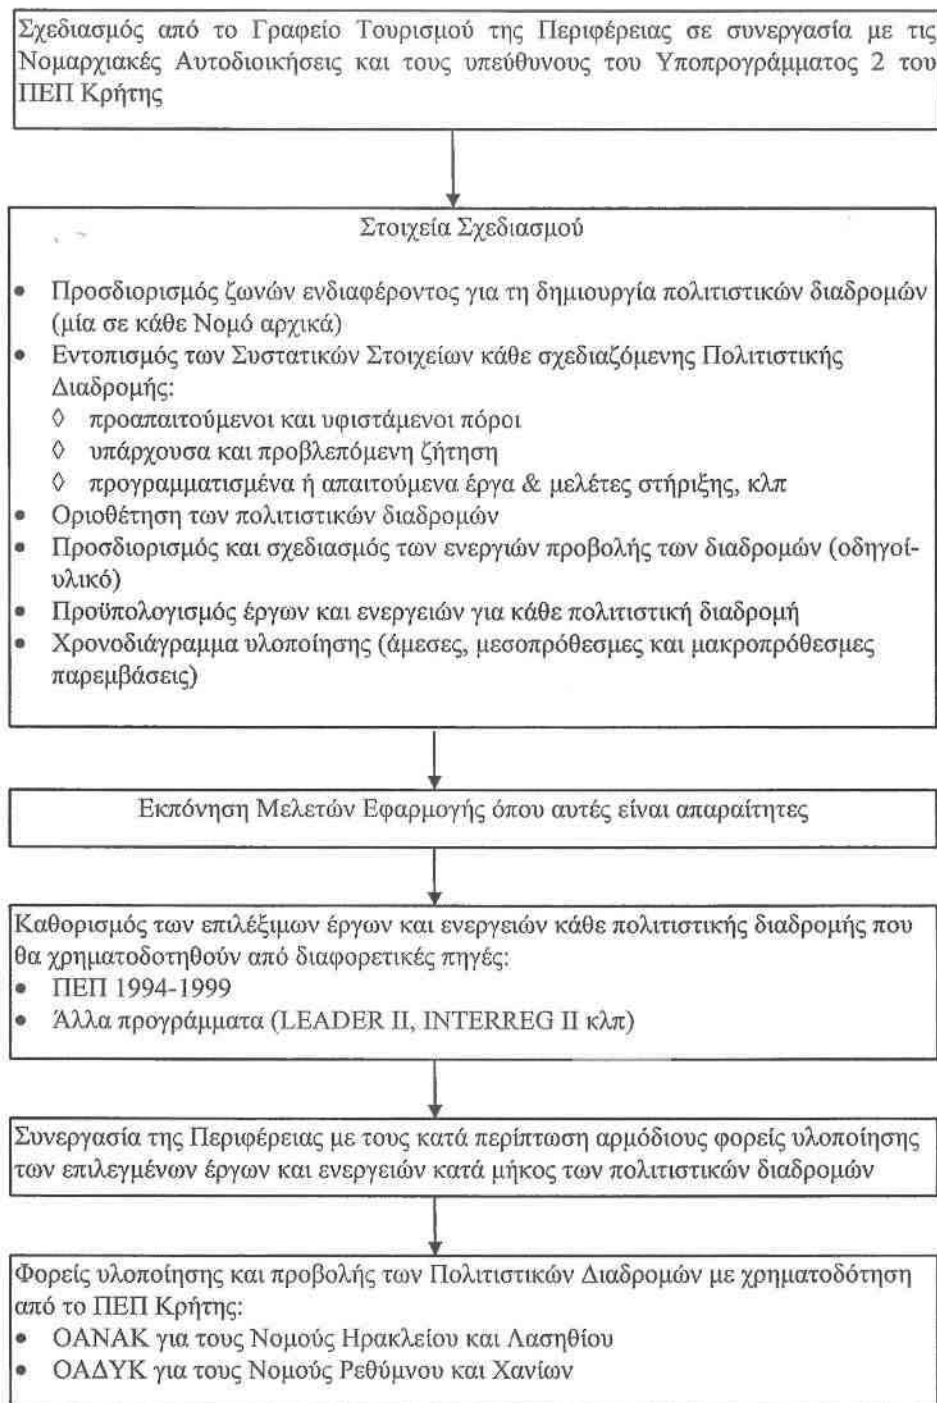 Σχεδιασμός από το Γραφείο Τουρισμού της Περιφέρειας σε συνεργασία με τις
Νομαρχιακές Αυτοδιοικήσεις και τους υπεύθυνους του Υποπρογράμματος 2 του
ΠΕΠ Κρήτης
Στοιχεία Σχεδιασμού
• Προσδιορισμός ζωνών ενδιαφέροντος για τη δημιουργία πολιτιστικών διαδρομών
(μία σε κάθε Νομό αρχικά)
• Εντοπισμός των Συστατικών Στοιχείων κάθε σχεδιαζόμενης Πολιτιστικής
Διαδρομής:
◊ προαπαιτούμενοι και υφιστάμενοι πόροι
◊ υπάρχουσα και προβλεπόμενη ζήτηση
◊ προγραμματισμένα ή απαιτούμενα έργα & μελέτες στήριξης, κλπ
• Οριοθέτηση των πολιτιστικών διαδρομών
• Προσδιορισμός και σχεδιασμός των ενεργιών προβολής των διαδρομών (οδηγοί-
υλικό)
• Προϋπολογισμός έργων και ενεργειών για κάθε πολιτιστική διαδρομή
• Χρονοδιάγραμμα υλοποίησης (άμεσες, μεσοπρόθεσμες και μακροπρόθεσμες
παρεμβάσεις)
Εκπόνηση Μελετών Εφαρμογής όπου αυτές είναι απαραίτητες
Καθορισμός των επιλέξιμων έργων και ενεργειών κάθε πολιτιστικής διαδρομής που
θα χρηματοδοτηθούν από διαφορετικές πηγές:
• ΠΕΠ 1994-1999
• Άλλα προγράμματα (LEADER II, INTERREG II κλπ)
Συνεργασία της Περιφέρειας με τους κατά περίπτωση αρμόδιους φορείς υλοποίησης
των επιλεγμένων έργων και ενεργειών κατά μήκος των πολιτιστικών διαδρομών
Φορείς υλοποίησης και προβολής των Πολιτιστικών Διαδρομών με χρηματοδότηση
από το ΠΕΠ Κρήτης:
• ΟΑΝΑΚ για τους Νομούς Ηρακλείου και Λασηθίου
• ΟΑΔΥΚ για τους Νομούς Ρεθύμνου και Χανίων